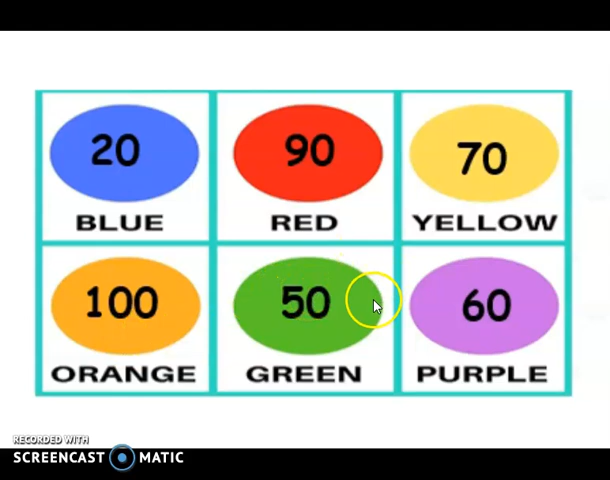 20 90 70
BLUE RED YELLOW
100 50 60
ORANGE GREEN PURPLE
RECORDED WITH
SCREENCAST MATIC